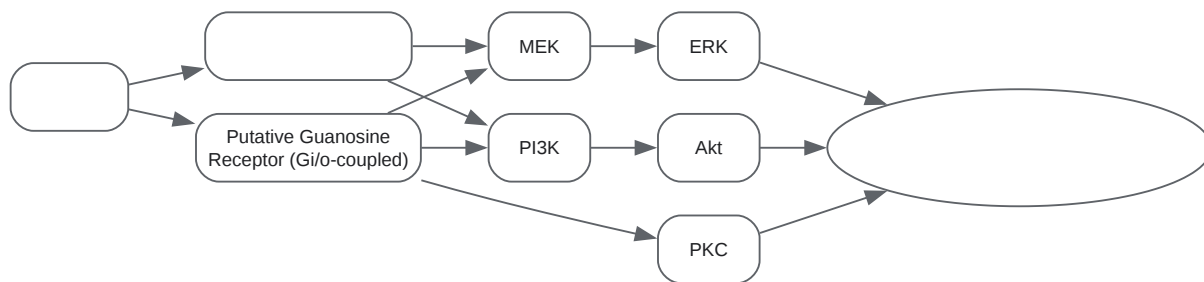 MEK
ERK
Putative Guanosine
Receptor (Gi/o-coupled)
PI3K
Akt
PKC